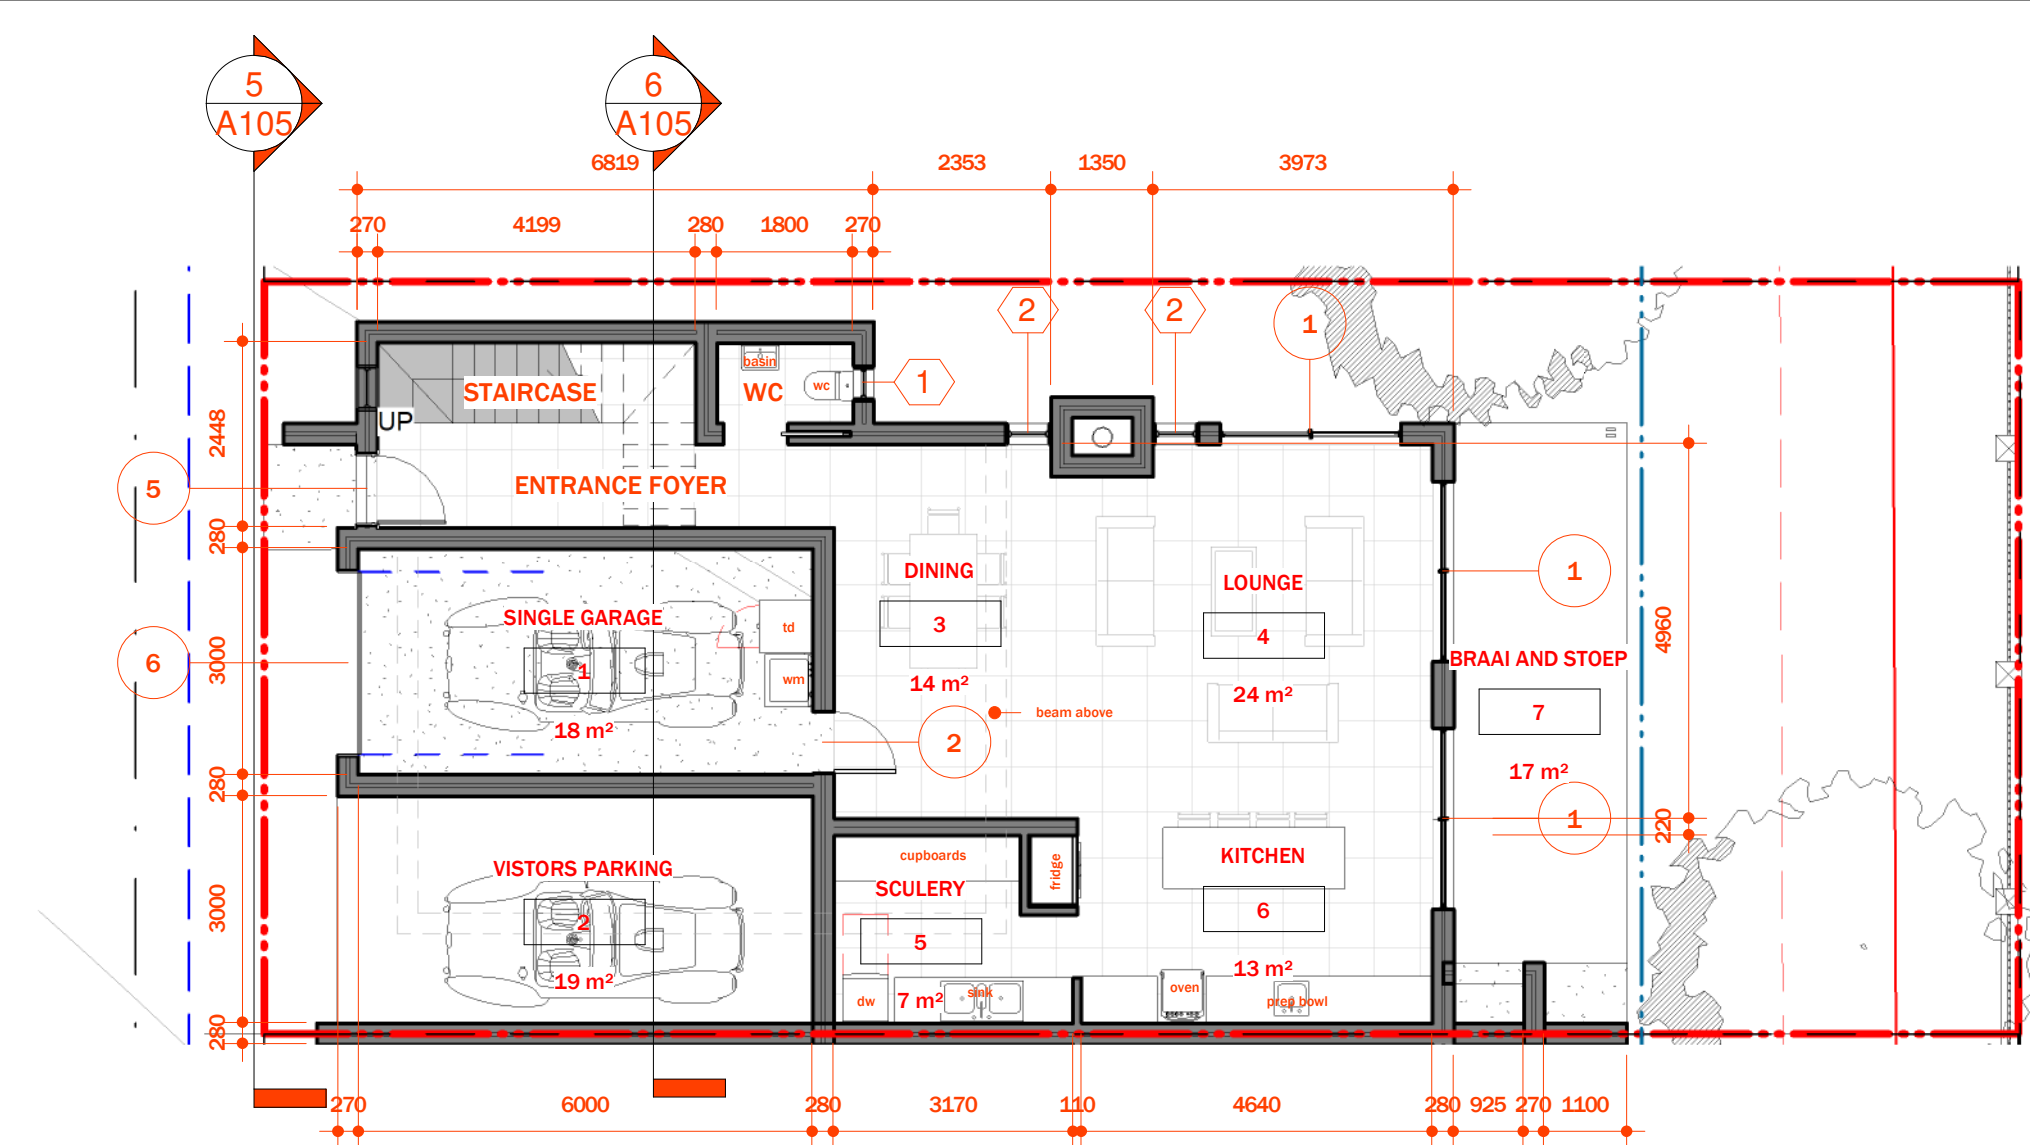 5
A105
6
A105
6819
2353
1350
3973
270
4199
280
1800
270
2
2
1
basin
wc
1
STAIRCASE
WC
UP
2448
5
ENTRANCE FOYER
280
DINING
1
LOUNGE
SINGLE GARAGE
3
td
4
4960
6
3000
1
wm
BRAAI AND STOEP
14 m²
24 m²
7
beam above
18 m²
2
17 m²
280
1
220
cupboards
fridge
KITCHEN
VISTORS PARKING
SCULERY
3000
2
6
5
13 m²
19 m²
dw
7 m²
sink
oven
prep bowl
280
270
6000
280
3170
110
4640
280
925
270
1100